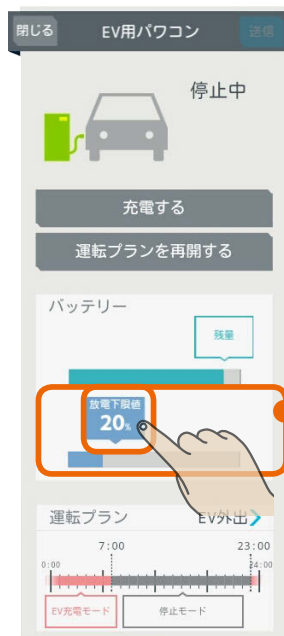 閉じる EV用パワコン 送信
停止中
充電する
運転プランを再開する
バッテリー
残量
放電下限値
20%
運転プラン EV外出
7:00 23:00
0:00 24:00
EV充電モード 停止モード